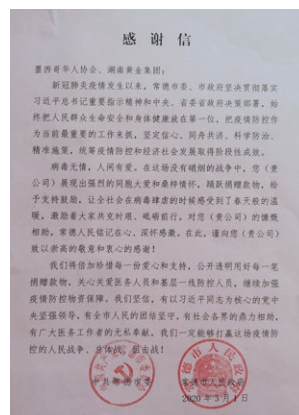 感谢信
墨西哥华人协会、湖南黄金集团：
新冠肺炎疫情发生以来，常德市委、市政府坚决贯彻落实
习近平总书记重要指示精神和中央、省委省政府决策部署，始
终把人民群众生命安全和身体健康放在第一位，把疫情防控作
为当前最重要的工作来抓，坚定信心、同舟共济、科学防治、
精准施策，统筹疫情防控和经济社会发展取得阶段成效。
病毒无情，人间有爱。在这场没有硝烟的战争中，您（贵
公司）展现出强烈的同胞大爱和桑梓情怀，踊跃捐赠款物，给
予支持鼓励，让全社会在病毒肆虐的时候感受到了春天般的温
暖，激励着大家共克时艰、砥砺前行。对您（贵公司）的慷慨
相助，常德人民铭记在心、深怀感激。在此，谨向您（贵公司）
致以崇高的敬意和衷心的感谢！
我们将倍加珍惜每一份爱心和支持，公开透明用好每一笔
捐赠款物，关心关爱医务人员和基层一线防控人员，继续加强
疫情防控物资保障。我们坚信，有以习近平同志为核心的党中
央坚强领导，有全市人民的团结坚守，有社会各界的鼎力相助，
有广大医务工作者的无私奉献，我们一定能够打赢这场疫情防
控的人民战争、总体战、阻击战！
中共常德市委 常德市人民政府
2020年3月1日